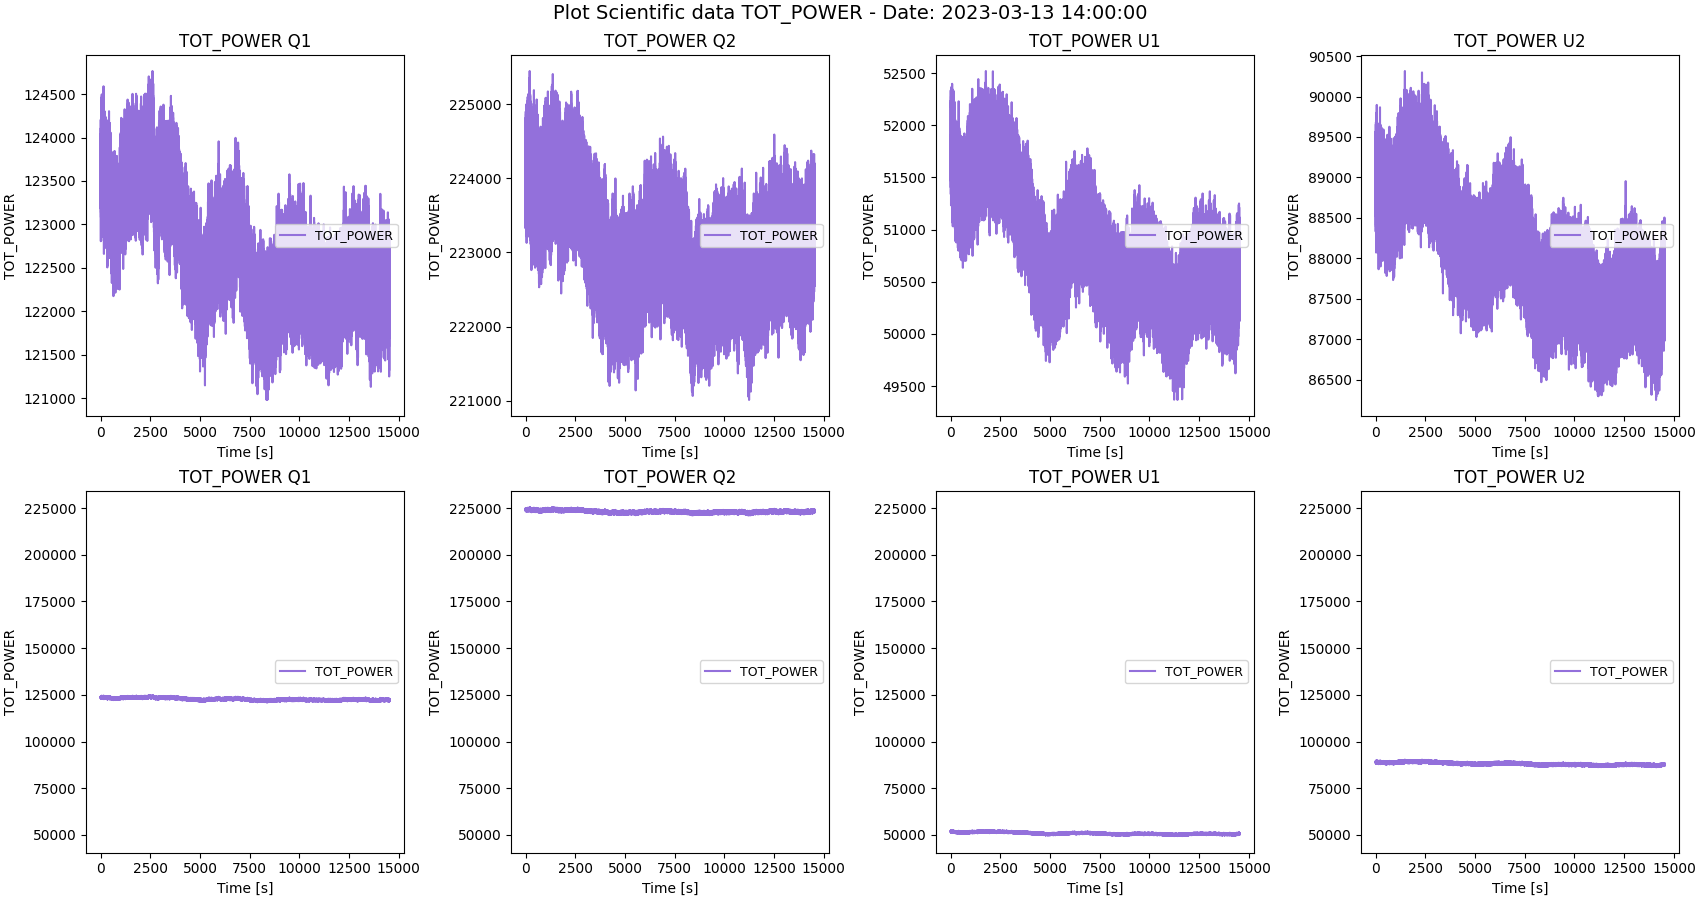 Plot Scientific data TOT_POWER - Date: 2023-03-13 14:00:00
TOT_POWER Q1
TOT_POWER
124500
124000
123500
123000
122500
122000
121500
121000
0 2500 5000 7500 10000 12500 15000
Time [s]
TOT_POWER
TOT_POWER Q2
TOT_POWER
225000
224000
223000
222000
221000
0 2500 5000 7500 10000 12500 15000
Time [s]
TOT_POWER
TOT_POWER U1
TOT_POWER
52500
52000
51500
51000
50500
50000
49500
0 2500 5000 7500 10000 12500 15000
Time [s]
TOT_POWER
TOT_POWER U2
TOT_POWER
90500
90000
89500
89000
88500
88000
87500
87000
86500
0 2500 5000 7500 10000 12500 15000
Time [s]
TOT_POWER
TOT_POWER Q1
TOT_POWER
225000
200000
175000
150000
125000
100000
75000
50000
0 2500 5000 7500 10000 12500 15000
Time [s]
TOT_POWER
TOT_POWER Q2
TOT_POWER
225000
200000
175000
150000
125000
100000
75000
50000
0 2500 5000 7500 10000 12500 15000
Time [s]
TOT_POWER
TOT_POWER U1
TOT_POWER
225000
200000
175000
150000
125000
100000
75000
50000
0 2500 5000 7500 10000 12500 15000
Time [s]
TOT_POWER
TOT_POWER U2
TOT_POWER
225000
200000
175000
150000
125000
100000
75000
50000
0 2500 5000 7500 10000 12500 15000
Time [s]
TOT_POWER